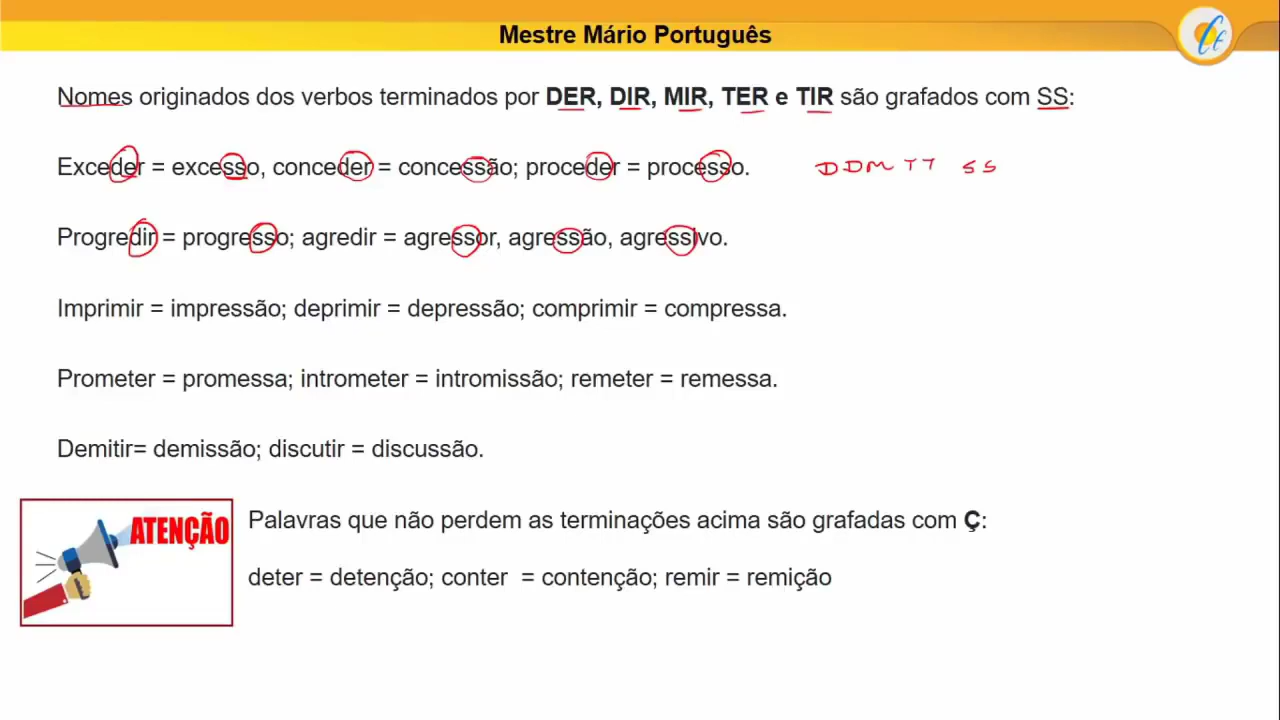 Mestre Mário Português
Nomes originados dos verbos terminados por DER, DIR, MIR, TER e TIR são grafados com SS:
Exceder = excesso, conceder = concessão; proceder = processo.
DDMTT SS
Progredir = progresso; agredir = agressor, agressão, agressivo.
Imprimir = impressão; deprimir = depressão; comprimir = compressa.
Prometer = promessa; intrometer = intromissão; remeter = remessa.
Demitir= demissão; discutir = discussão.
ATENÇÃO
Palavras que não perdem as terminações acima são grafadas com Ç:
deter = detenção; conter = contenção; remir = remição